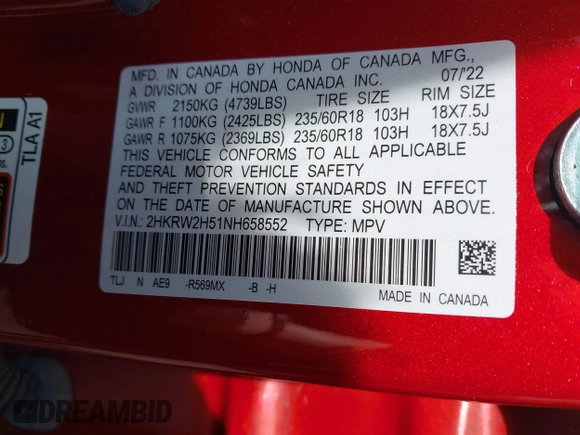 MFD. IN CANADA BY HONDA OF CANADA MFG.,
A DIVISION OF HONDA CANADA INC. 07/'22
GVWR 2150KG (4739LBS) TIRE SIZE RIM SIZE
GAWR F 1100KG (2425LBS) 235/60R18 103H 18X7.5J
GAWR R 1075KG (2369LBS) 235/60R18 103H 18X7.5J
THIS VEHICLE CONFORMS TO ALL APPLICABLE
FEDERAL MOTOR VEHICLE SAFETY
AND THEFT PREVENTION STANDARDS IN EFFECT
ON THE DATE OF MANUFACTURE SHOWN ABOVE.
V.I.N.: 2HKRW2H51NH658552 TYPE: MPV
TLJ N AE9 -R569MX -B -H
MADE IN CANADA
TLA A1
3
DREAMBID